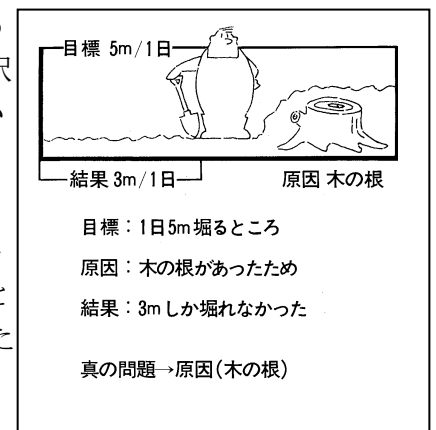 目標 5m/1日
結果 3m/1日
原因 木の根
目標：1日5m掘るところ
原因：木の根があったため
結果：3mしか掘れなかった
真の問題→原因(木の根)